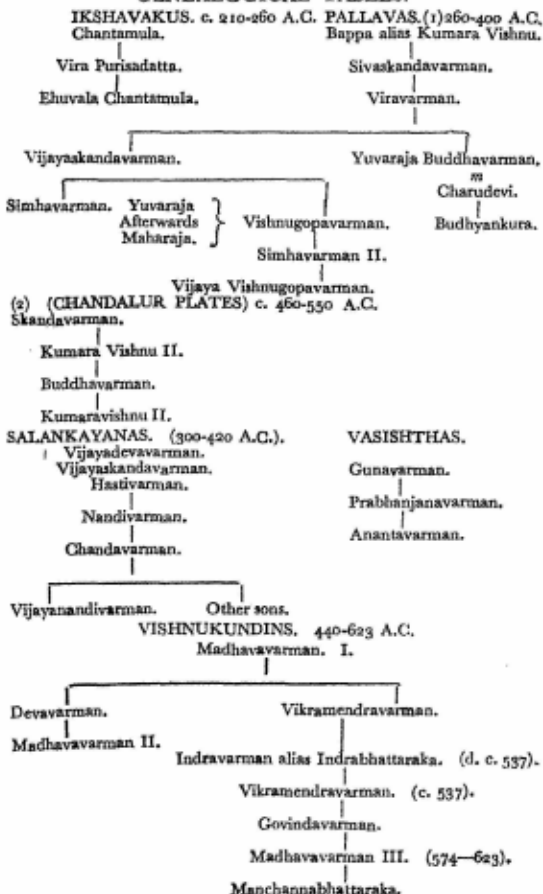 GENEALOGICAL TABLES.
IKSHAVAKUS. c. 210-260 A.C. PALLAVAS.(1)260-400 A.C.
Chantamula. Bappa alias Kumara Vishnu.
Vira Purisadatta. Sivaskandavarman.
Ehuvala Chantamula. Viravarman.
Vijayaskandavarman. Yuvaraja Buddhavarman.
m
Charudevi.
Simhavarman. Yuvaraja Afterwards Maharaja. } Vishnugopavarman. Budhyankura.
Simhavarman II.
Vijaya Vishnugopavarman.
(2) (CHANDALUR PLATES) c. 460-550 A.C.
Skandavarman.
Kumara Vishnu II.
Buddhavarman.
Kumaravishnu II.
SALANKAYANAS. (300-420 A.C.). VASISHTHAS.
Vijayadevavarman.
Vijayaskandavarman. Gunavarman.
Hastivarman.
Prabhanjanavarman.
Nandivarman.
Anantavarman.
Chandavarman.
Vijayanandivarman. Other sons.
VISHNUKUNDINS. 440-623 A.C.
Madhavavarman. I.
Devavarman. Vikramendravarman.
Madhavavarman II.
Indravarman alias Indrabhattaraka. (d. c. 537).
Vikramendravarman. (c. 537).
Govindavarman.
Madhavavarman III. (574—623).
Manchannabhattaraka.